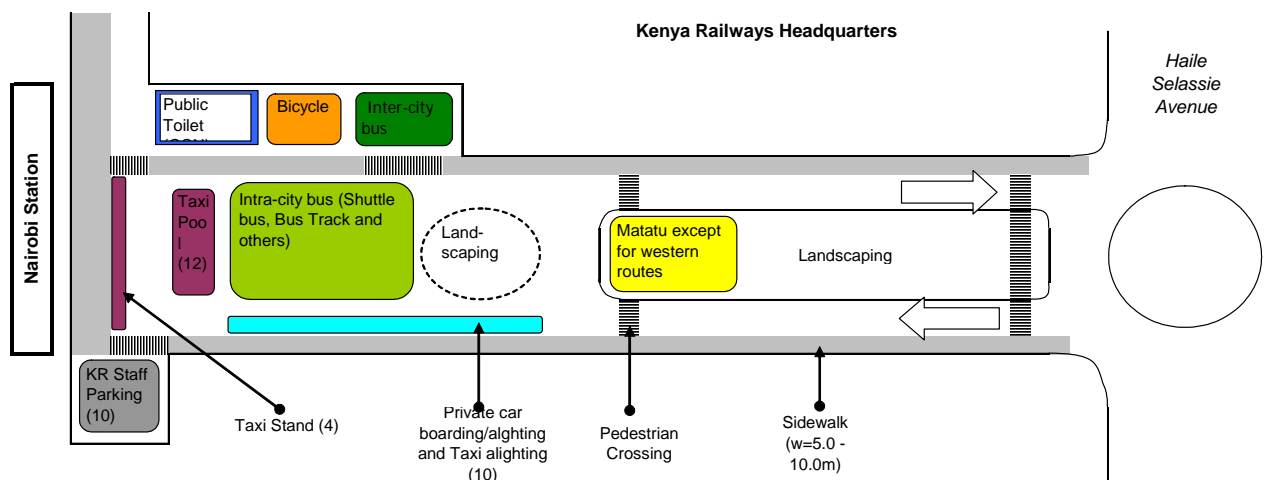 Kenya Railways Headquarters
Haile
Selassie
Avenue
Nairobi Station
Public
Toilet
Bicycle
Inter-city
bus
Taxi
Poo
l
(12)
Intra-city bus (Shuttle
bus, Bus Track and
others)
Land-
scaping
Matatu except
for western
routes
Landscaping
KR Staff
Parking
(10)
Taxi Stand (4)
Private car
boarding/alghting
and Taxi alighting
(10)
Pedestrian
Crossing
Sidewalk
(w=5.0 -
10.0m)